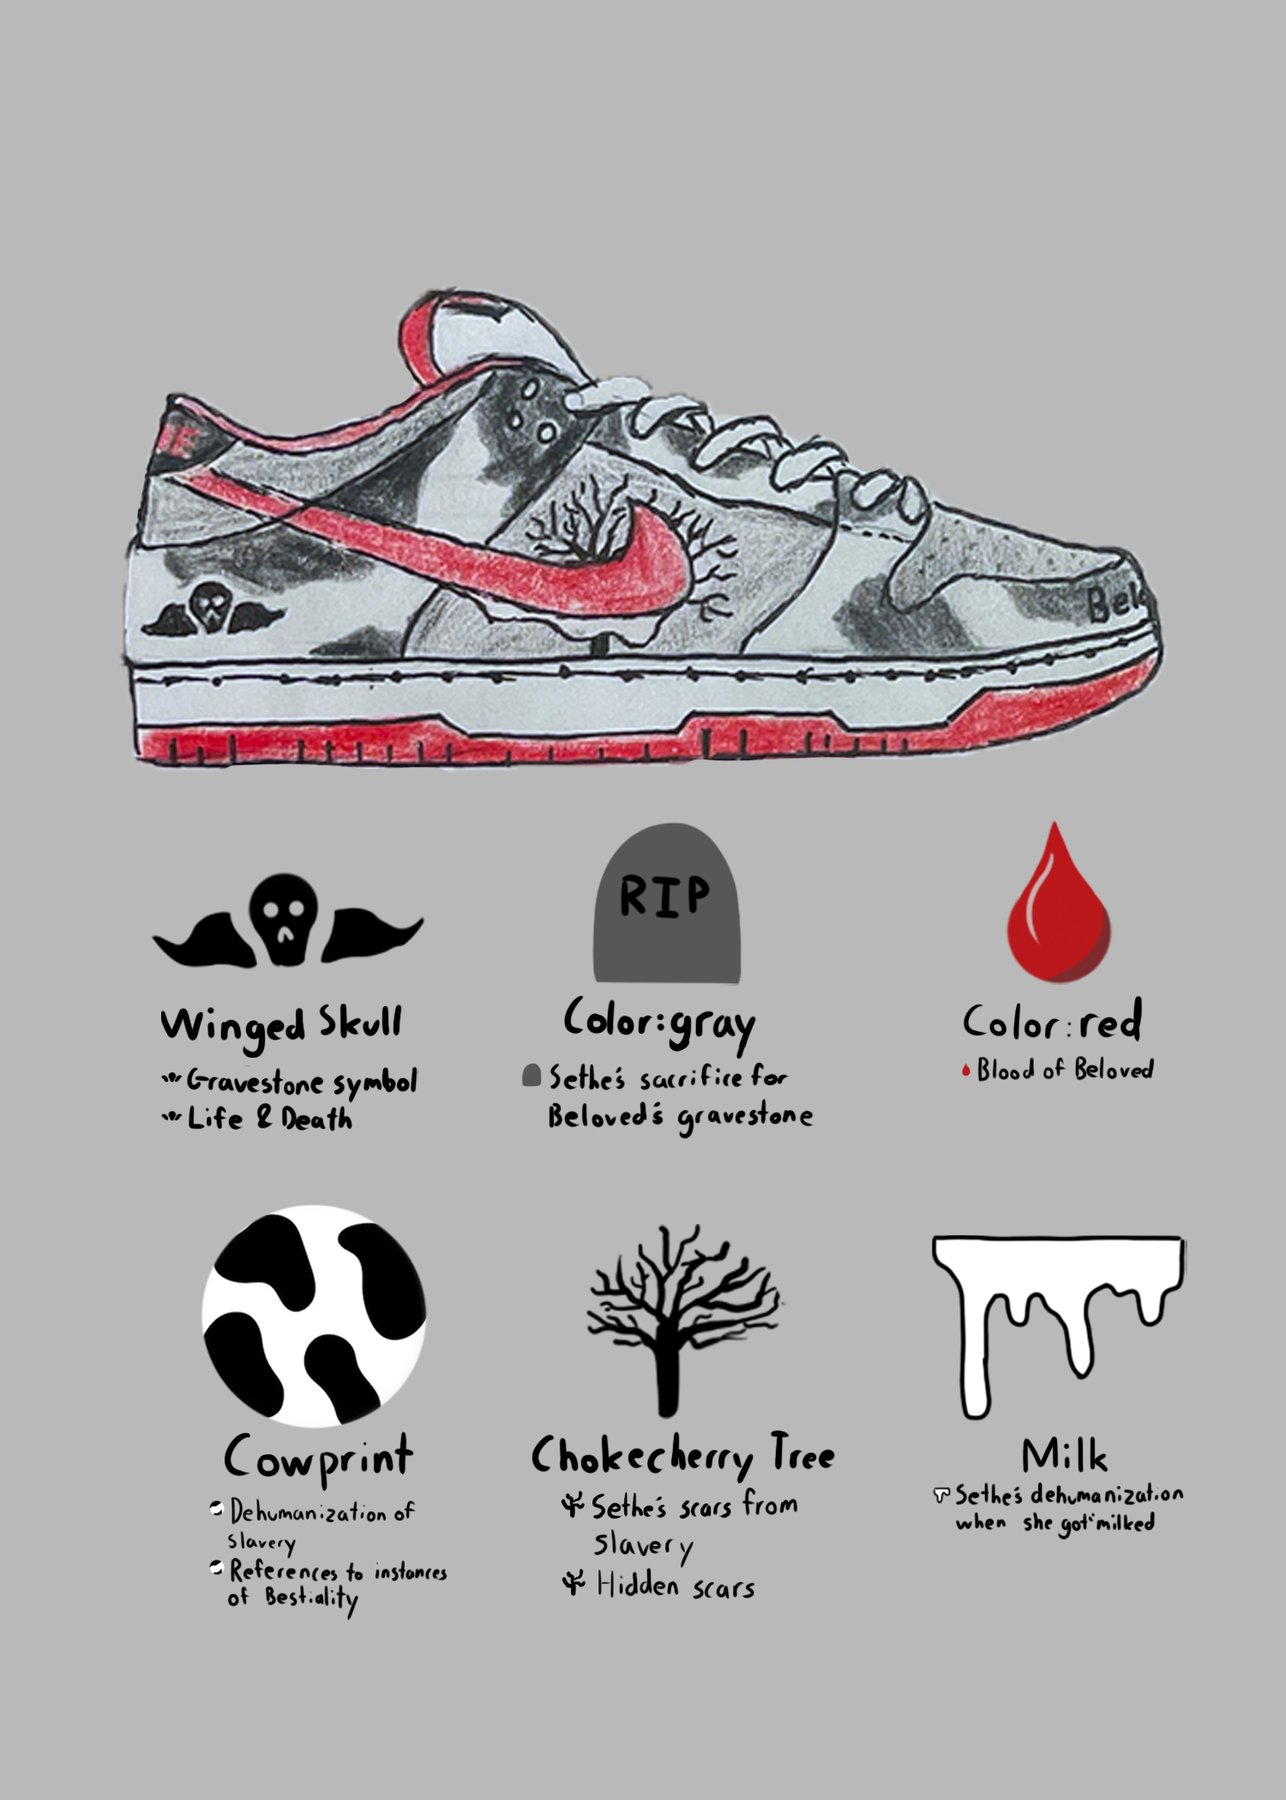 IE
Bel
RIP
Winged Skull
Gravestone symbol
Life & Death
Color:gray
Sethe's sacrifice for
Beloved's gravestone
Color:red
Blood of Beloved
Cowprint
Dehumanization of
slavery
References to instances
of Bestiality
Chokecherry Tree
Sethe's scars from
slavery
Hidden scars
Milk
Sethe's dehumanization
when she got "milked